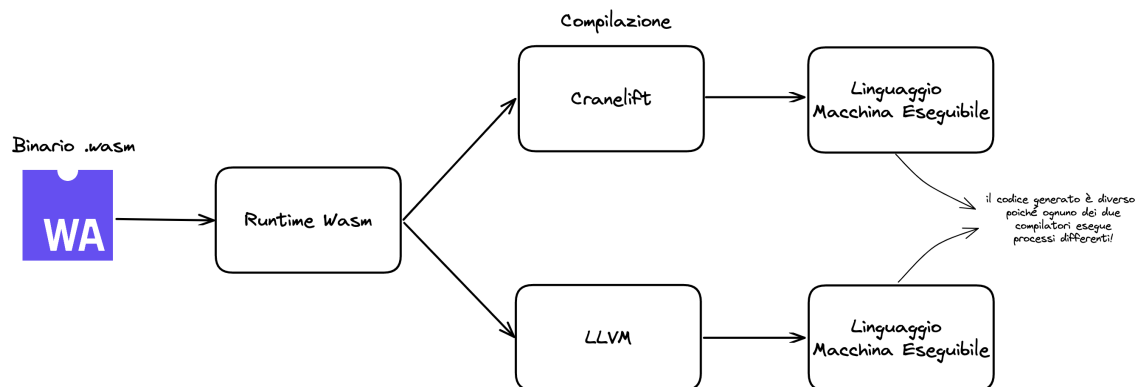 Compilazione
Cranelift
Linguaggio
Macchina Eseguibile
Binario .wasm
WA
Runtime Wasm
il codice generato è diverso
poiché ognuno dei due
compilatori esegue
processi differenti!
LLVM
Linguaggio
Macchina Eseguibile